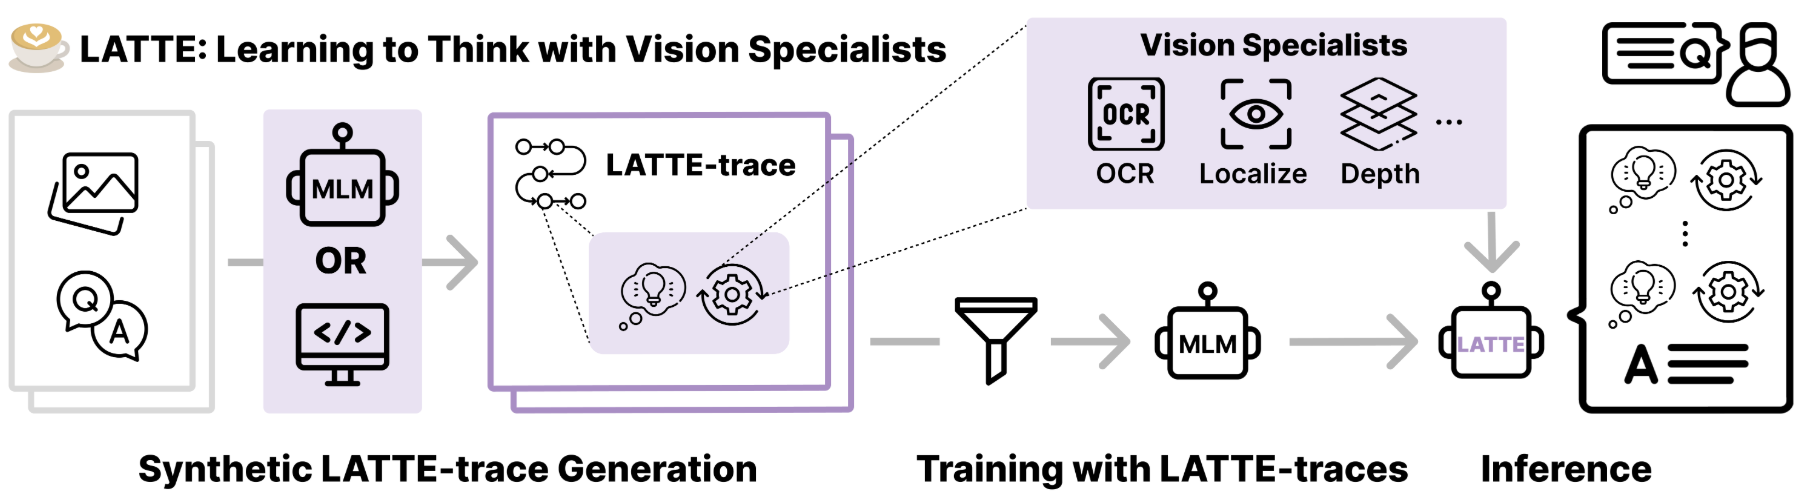 LATTE: Learning to Think with Vision Specialists
Q
A
MLM
OR
</>
LATTE-trace
Vision Specialists
OCR
OCR
Localize
Depth
...
MLM
LATTE
Q
A
Synthetic LATTE-trace Generation
Training with LATTE-traces
Inference